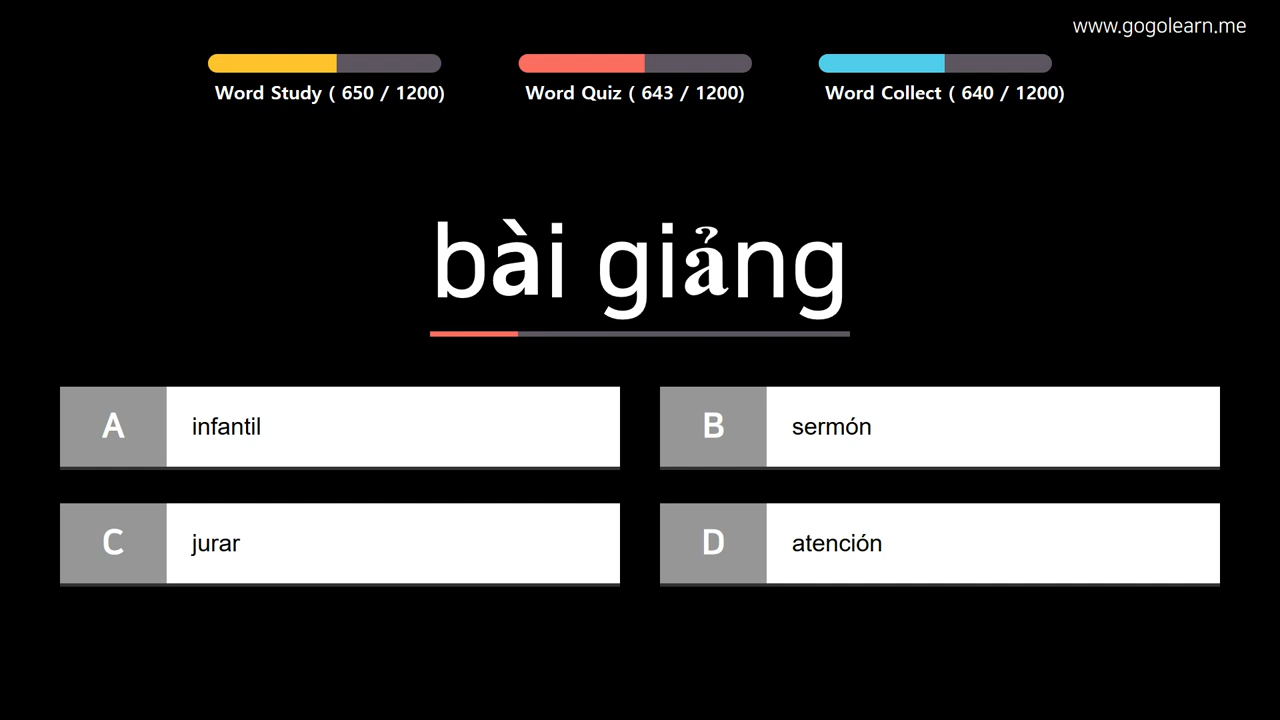 www.gogolearn.me
Word Study ( 650 / 1200)
Word Quiz ( 643 / 1200)
Word Collect ( 640 / 1200)
bài giảng
A infantil
B sermón
C jurar
D atención